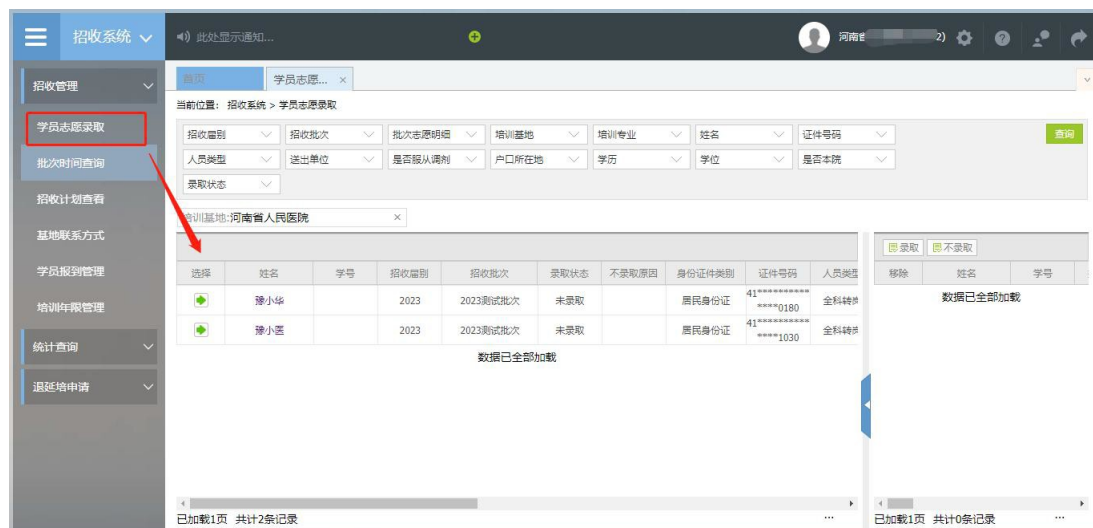 招收系统
此处显示通知...
河南省
2)
招收管理
学员志愿录取
批次时间查询
招收计划查看
基地联系方式
学员报到管理
培训年限管理
统计查询
退延培申请
首页
学员志愿... ×
当前位置: 招收系统 > 学员志愿录取
招收届别 招收批次 批次志愿明细 培训基地 培训专业 姓名 证件号码 查询
人员类型 送出单位 是否服从调剂 户口所在地 学历 学位 是否本院
录取状态
培训基地:河南省人民医院 ×
录取 不录取
选择 姓名 学号 招收届别 招收批次 录取状态 不录取原因 身份证件类别 证件号码 人员类型
移除 姓名 学号
豫小华 2023 2023测试批次 未录取 居民身份证 41**********
****0180 全科转岗
豫小医 2023 2023测试批次 未录取 居民身份证 41**********
****1030 全科转岗
数据已全部加载
数据已全部加载
已加载1页 共计2条记录 ...
已加载1页 共计0条记录 ...